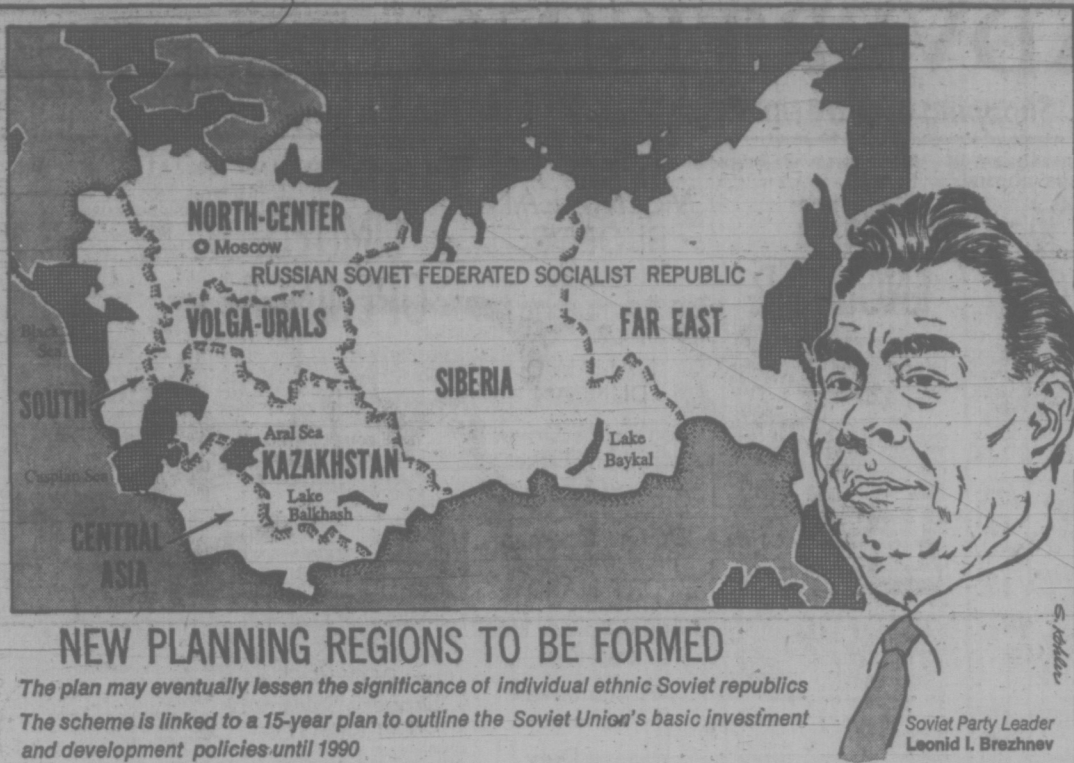 NORTH-CENTER
Moscow
RUSSIAN SOVIET FEDERATED SOCIALIST REPUBLIC
VOLGA-URALS
FAR EAST
Black
Sea
SIBERIA
SOUTH
Aral Sea
KAZAKHSTAN
Lake
Baykal
Caspian Sea
Lake
Balkhash
CENTRAL
ASIA
NEW PLANNING REGIONS TO BE FORMED
The plan may eventually lessen the significance of individual ethnic Soviet republics
The scheme is linked to a 15-year plan to outline the Soviet Union's basic investment
and development policies until 1990
Soviet Party Leader
Leonid I. Brezhnev